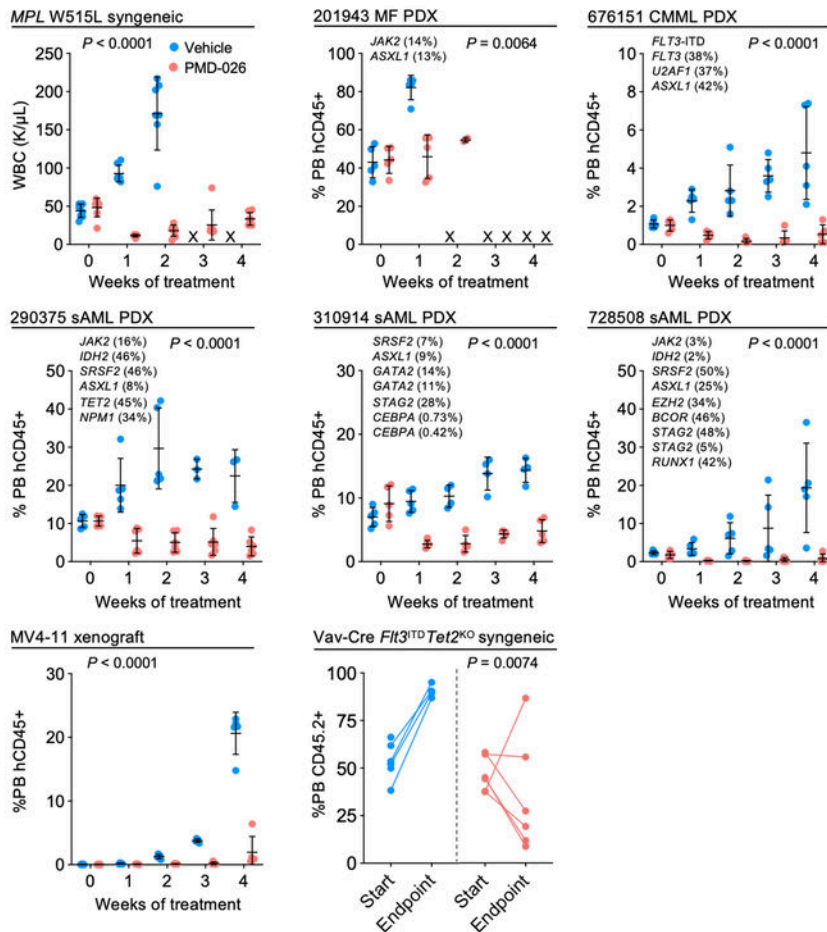 MPL W515L syngeneic
P < 0.0001
Vehicle
PMD-026
WBC (K/μL)
250
200
150
100
50
0
X X
0 1 2 3 4
Weeks of treatment
201943 MF PDX
JAK2 (14%)
ASXL1 (13%)
P = 0.0064
% PB hCD45+
100
80
60
40
20
0
X X X X X
0 1 2 3 4
Weeks of treatment
676151 CMML PDX
FLT3-ITD
FLT3 (38%)
U2AF1 (37%)
ASXL1 (42%)
P < 0.0001
% PB hCD45+
8
6
4
2
0
0 1 2 3 4
Weeks of treatment
290375 sAML PDX
JAK2 (16%)
IDH2 (46%)
SRSF2 (46%)
ASXL1 (8%)
TET2 (45%)
NPM1 (34%)
P < 0.0001
% PB hCD45+
50
40
30
20
10
0
0 1 2 3 4
Weeks of treatment
310914 sAML PDX
SRSF2 (7%)
ASXL1 (9%)
GATA2 (14%)
GATA2 (11%)
STAG2 (28%)
CEBPA (0.73%)
CEBPA (0.42%)
P < 0.0001
% PB hCD45+
30
20
10
0
0 1 2 3 4
Weeks of treatment
728508 sAML PDX
JAK2 (3%)
IDH2 (2%)
SRSF2 (50%)
ASXL1 (25%)
EZH2 (34%)
BCOR (46%)
STAG2 (48%)
STAG2 (5%)
RUNX1 (42%)
P < 0.0001
% PB hCD45+
50
40
30
20
10
0
0 1 2 3 4
Weeks of treatment
MV4-11 xenograft
P < 0.0001
%PB hCD45+
30
20
10
0
0 1 2 3 4
Weeks of treatment
Vav-Cre Flt3ITDTet2KO syngeneic
P = 0.0074
%PB CD45.2+
100
75
50
25
0
Start
Endpoint
Start
Endpoint